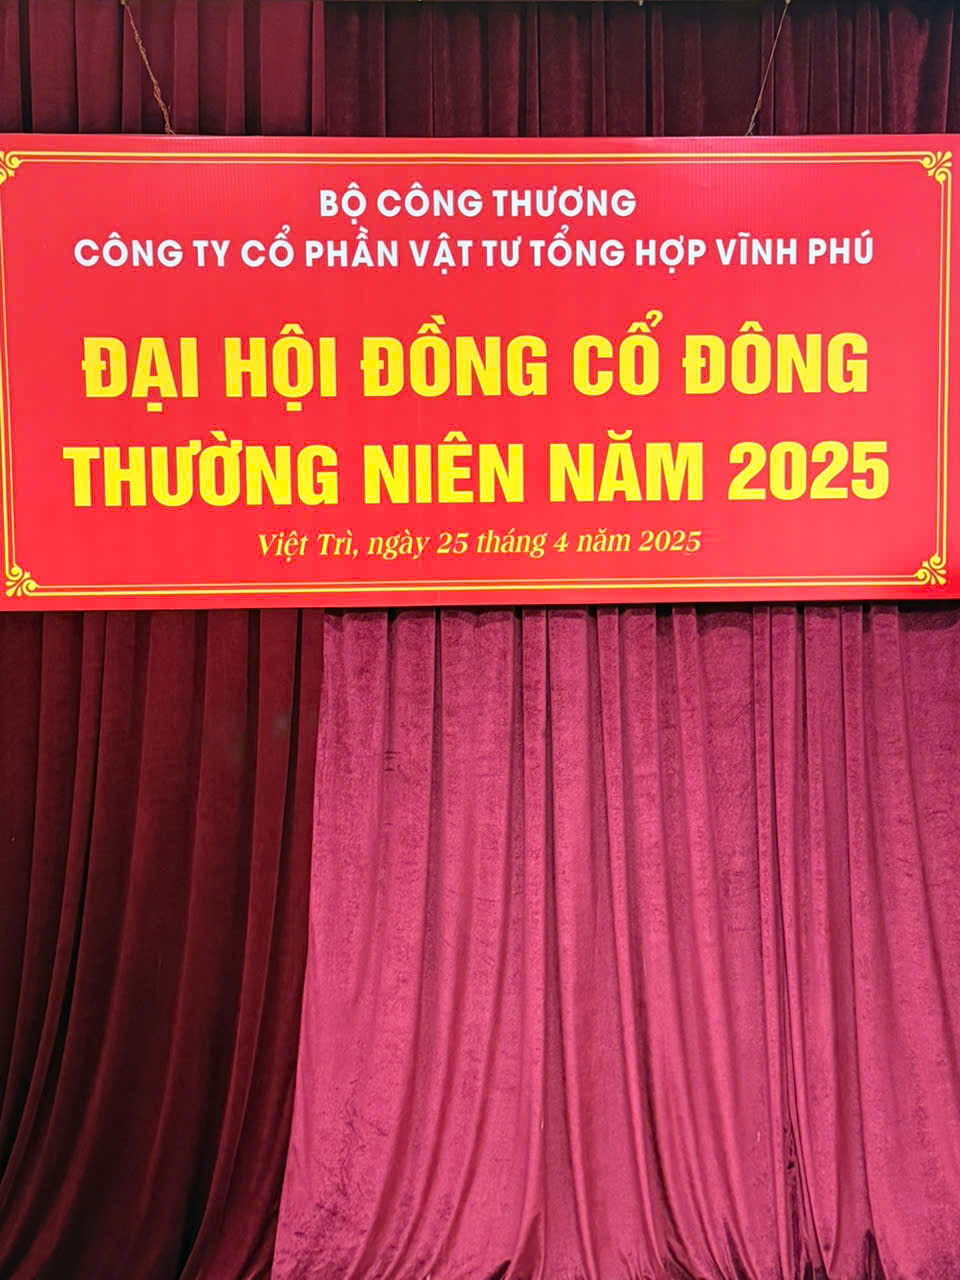 BỘ CÔNG THƯƠNG
CÔNG TY CỔ PHẦN VẬT TƯ TỔNG HỢP VĨNH PHÚ
ĐẠI HỘI ĐỒNG CỔ ĐÔNG
THƯỜNG NIÊN NĂM 2025
Việt Trì, ngày 25 tháng 4 năm 2025